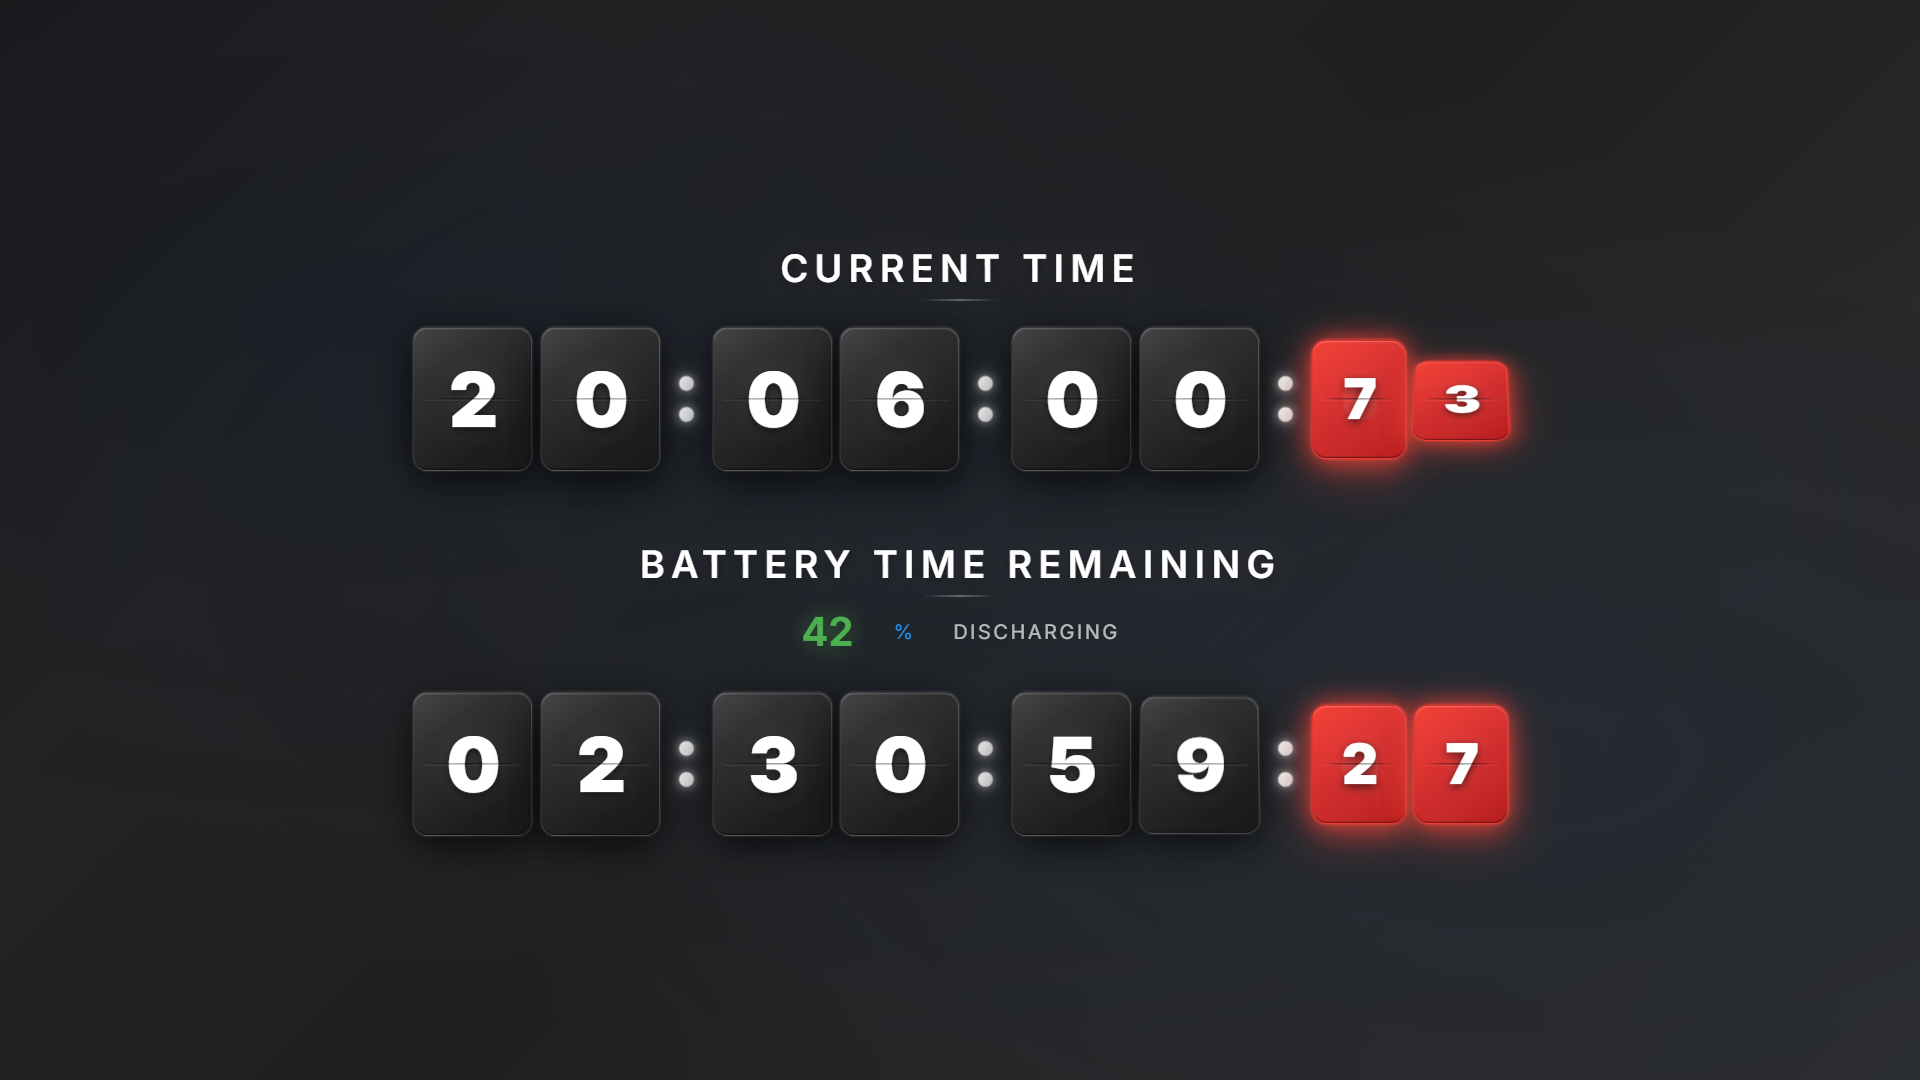 CURRENT TIME
20:06:00:73
BATTERY TIME REMAINING
42 % DISCHARGING
02:30:59:27